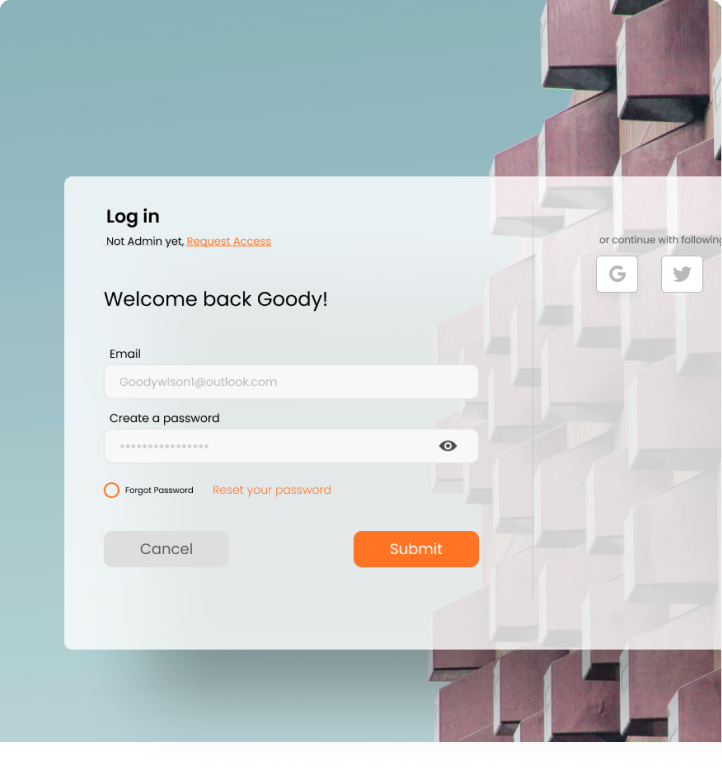 Log in
Not Admin yet, Request Access
or continue with following
G
Welcome back Goody!
Email
Goodywlson1@outlook.com
Create a password
****************
Forgot Password Reset your password
Cancel Submit